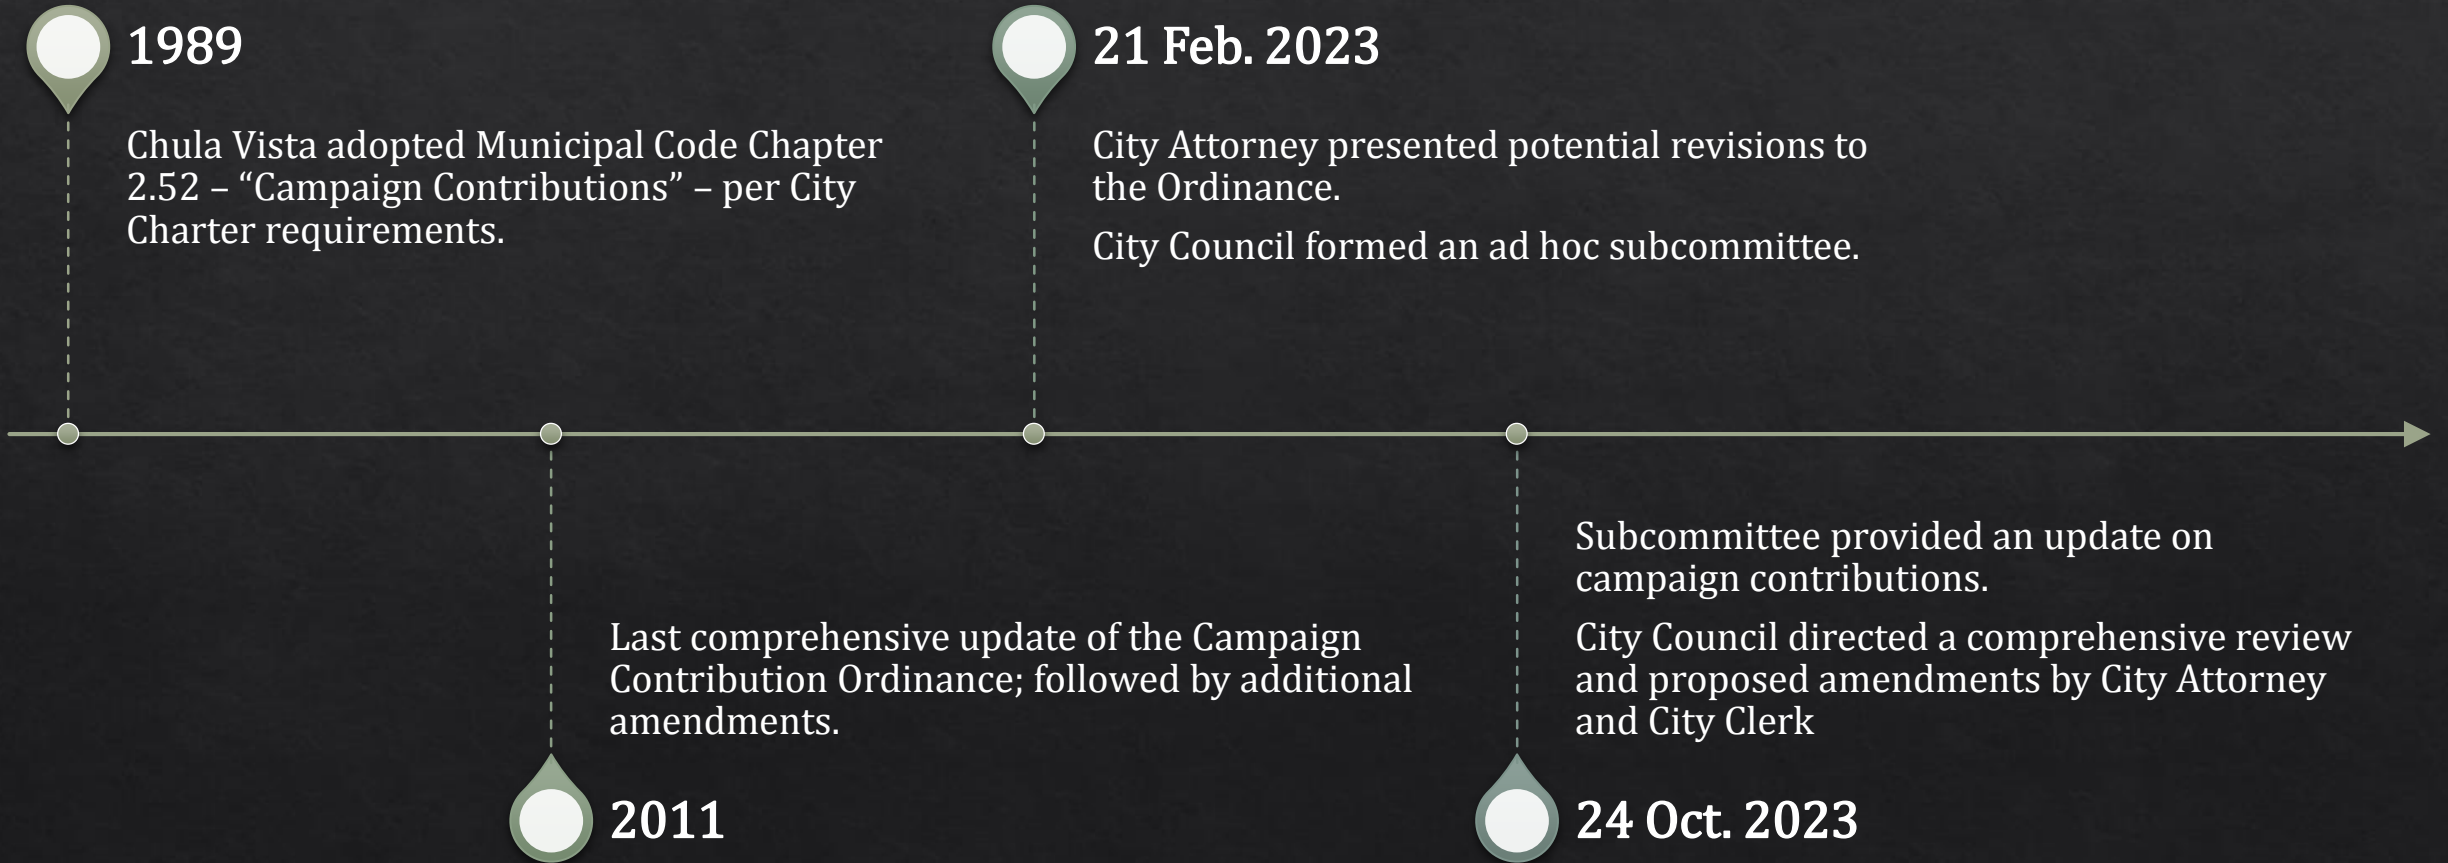 1989
Chula Vista adopted Municipal Code Chapter
2.52 – “Campaign Contributions” – per City
Charter requirements.
21 Feb. 2023
City Attorney presented potential revisions to
the Ordinance.
City Council formed an ad hoc subcommittee.
Last comprehensive update of the Campaign
Contribution Ordinance; followed by additional
amendments.
2011
Subcommittee provided an update on
campaign contributions.
City Council directed a comprehensive review
and proposed amendments by City Attorney
and City Clerk
24 Oct. 2023